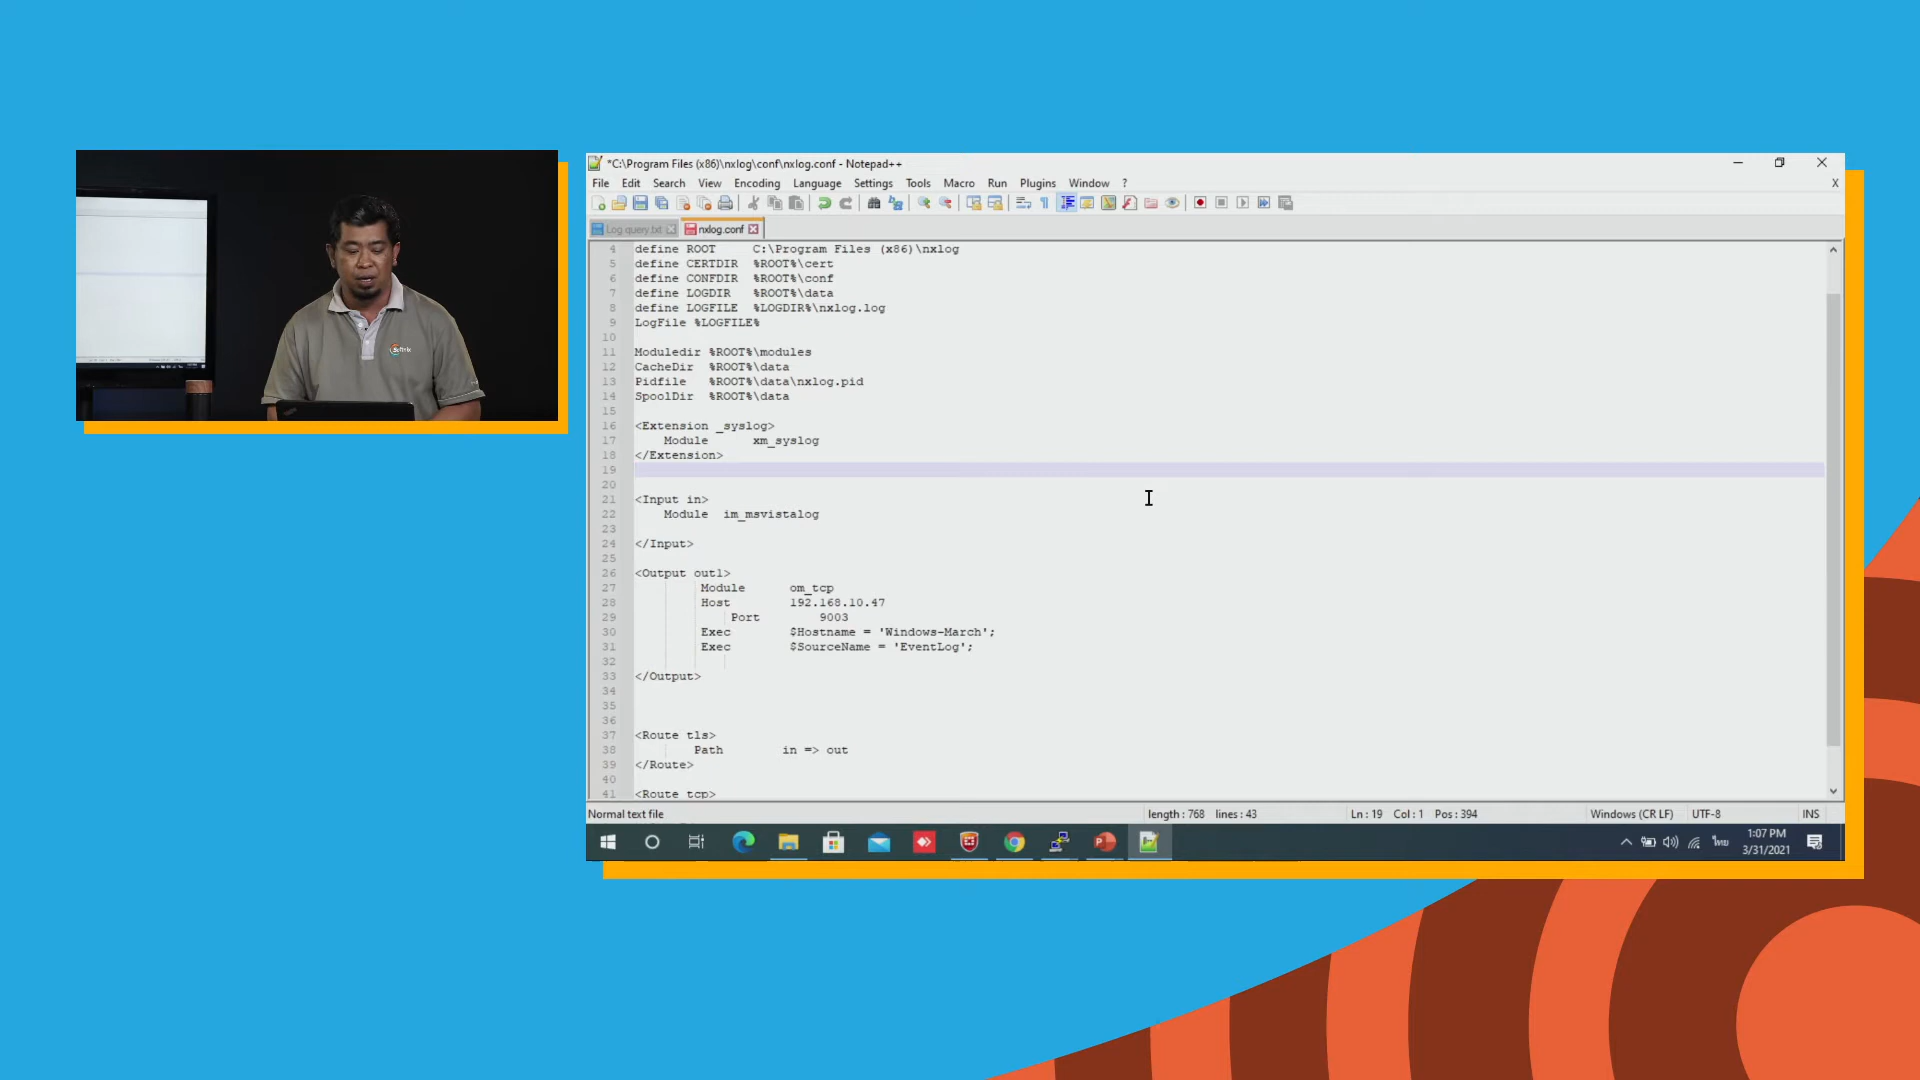 Softnix
*C:\Program Files (x86)\nxlog\conf\nxlog.conf - Notepad++
File Edit Search View Encoding Language Settings Tools Macro Run Plugins Window ? X
Log query.txt nxlog.conf
4 define ROOT C:\Program Files (x86)\nxlog
5 define CERTDIR %ROOT%\cert
6 define CONFDIR %ROOT%\conf
7 define LOGDIR %ROOT%\data
8 define LOGFILE %LOGDIR%\nxlog.log
9 LogFile %LOGFILE%
10
11 Moduledir %ROOT%\modules
12 CacheDir %ROOT%\data
13 Pidfile %ROOT%\data\nxlog.pid
14 SpoolDir %ROOT%\data
15
16 <Extension _syslog>
17 Module xm_syslog
18 </Extension>
19
20
21 <Input in>
22 Module im_msvistalog
23
24 </Input>
25
26 <Output out1>
27 Module om_tcp
28 Host 192.168.10.47
29 Port 9003
30 Exec $Hostname = 'Windows-March';
31 Exec $SourceName = 'EventLog';
32
33 </Output>
34
35
36
37 <Route tls>
38 Path in => out
39 </Route>
40
41 <Route tcp>
Normal text file length : 768 lines : 43 Ln : 19 Col : 1 Pos : 394 Windows (CR LF) UTF-8 INS
ไทย 1:07 PM
3/31/2021